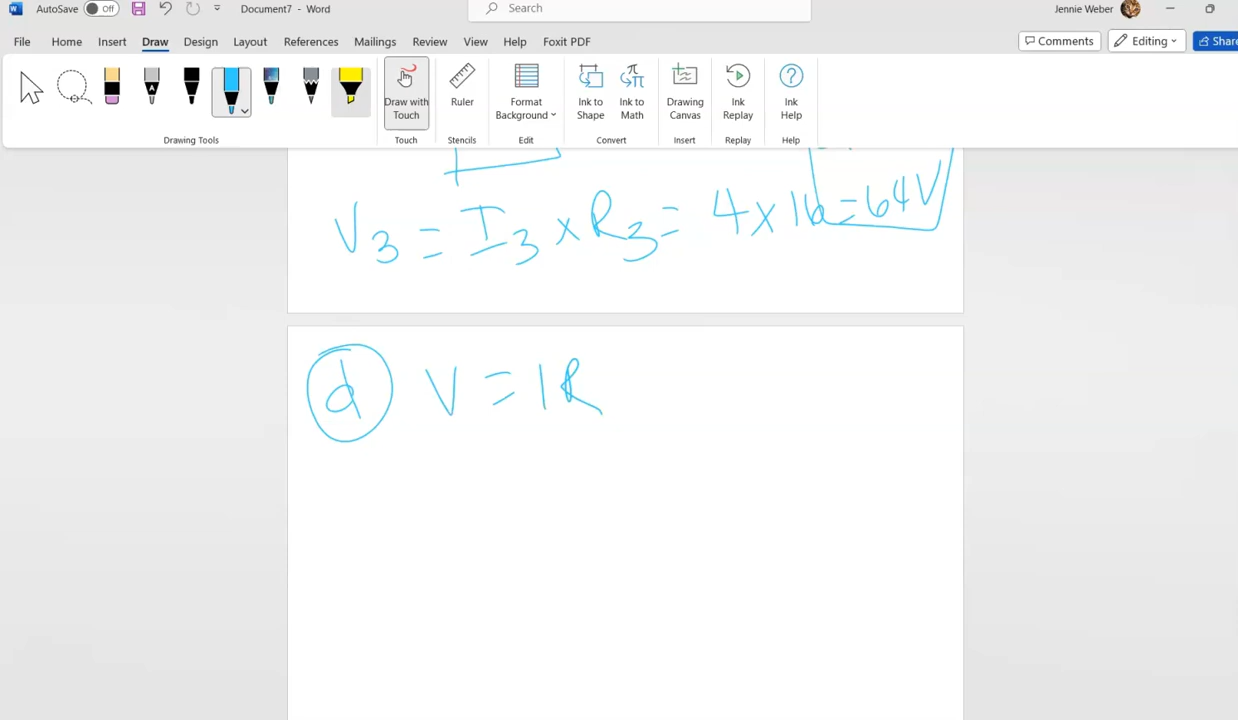 AutoSave Off Document7 - Word Search Jennie Weber
File Home Insert Draw Design Layout References Mailings Review View Help Foxit PDF Comments Editing Share
A
Draw with Touch Ruler Format Background Ink to Shape Ink to Math Drawing Canvas Ink Replay Ink Help
Drawing Tools Touch Stencils Edit Convert Insert Replay Help
V3 = I3 x R3 = 4 x 16 = 64V
d V = IR